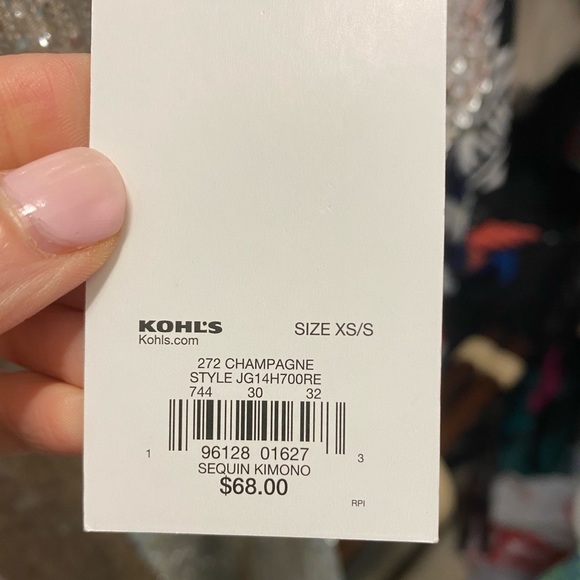 KOHL'S SIZE XS/S
Kohls.com
272 CHAMPAGNE
STYLE JG14H700RE
744 30 32
1 96128 01627 3
SEQUIN KIMONO
$68.00
RPI